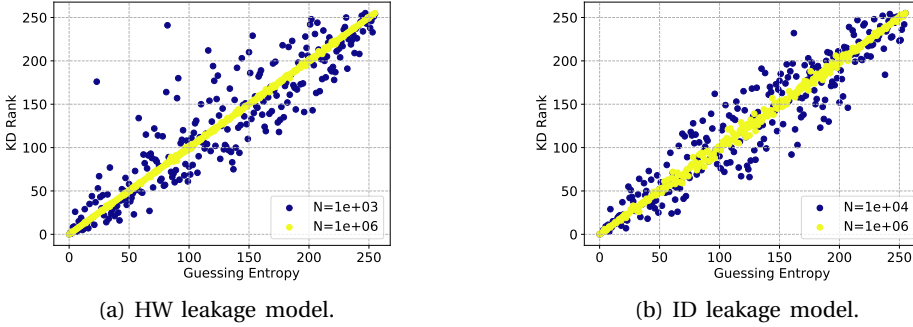 KD Rank
250
200
150
100
50
0
N=1e+03
N=1e+06
0 50 100 150 200 250
Guessing Entropy
(a) HW leakage model.
KD Rank
250
200
150
100
50
0
N=1e+04
N=1e+06
0 50 100 150 200 250
Guessing Entropy
(b) ID leakage model.